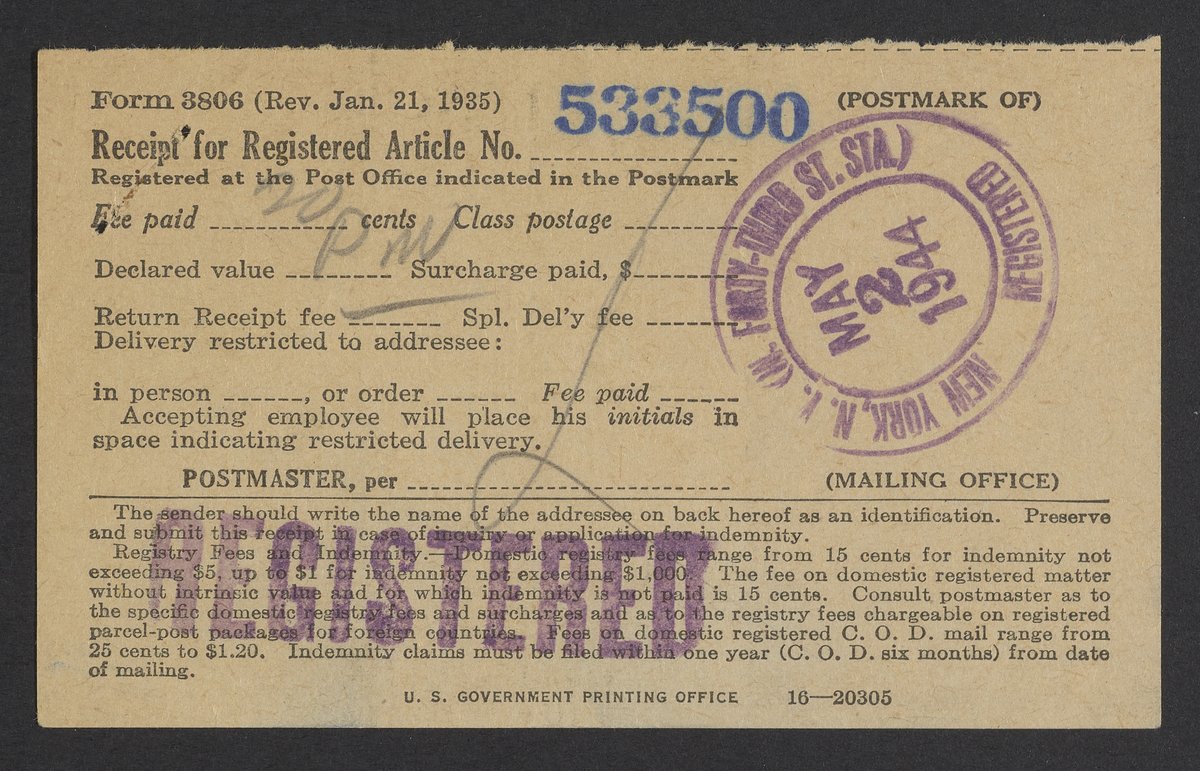 Form 3806 (Rev. Jan. 21, 1935)
533500
(POSTMARK OF)
Receipt for Registered Article No.
Registered at the Post Office indicated in the Postmark
Fee paid 20 cents Class postage
Declared value Surcharge paid, $
Return Receipt fee Spl. Del'y fee
Delivery restricted to addressee:
in person , or order Fee paid
Accepting employee will place his initials in
space indicating restricted delivery.
POSTMASTER, per
(MAILING OFFICE)
NEW YORK, N. Y. (W. FORTY-THIRD ST. STA.)
REGISTERED
MAY
2
1944
The sender should write the name of the addressee on back hereof as an identification. Preserve
and submit this receipt in case of inquiry or application for indemnity.
Registry Fees and Indemnity.—Domestic registry fees range from 15 cents for indemnity not
exceeding $5, up to $1 for indemnity not exceeding $1,000. The fee on domestic registered matter
without intrinsic value and for which indemnity is not paid is 15 cents. Consult postmaster as to
the specific domestic registry fees and surcharges and as to the registry fees chargeable on registered
parcel-post packages for foreign countries. Fees on domestic registered C. O. D. mail range from
25 cents to $1.20. Indemnity claims must be filed within one year (C. O. D. six months) from date
of mailing.
REGISTERED
U. S. GOVERNMENT PRINTING OFFICE 16—20305